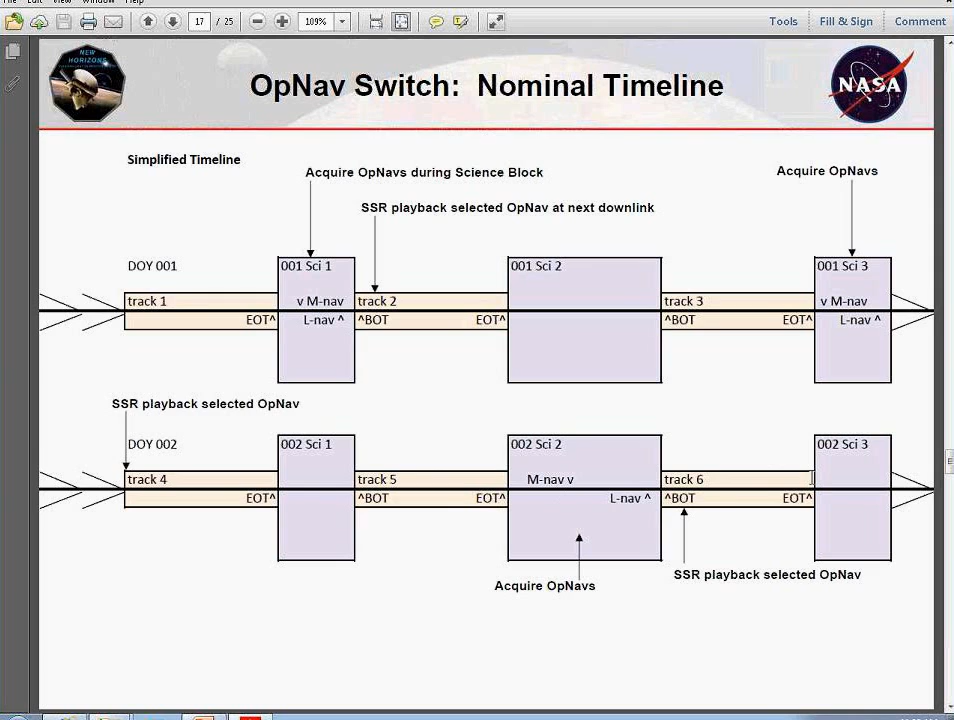 17 / 25
109%
Tools
Fill & Sign
Comment
NEW
HORIZONS
OpNav Switch: Nominal Timeline
NASA
Simplified Timeline
Acquire OpNavs during Science Block
Acquire OpNavs
SSR playback selected OpNav at next downlink
DOY 001
001 Sci 1
001 Sci 2
001 Sci 3
track 1
v M-nav
track 2
track 3
v M-nav
EOT^
L-nav ^
^BOT
EOT^
^BOT
EOT^
L-nav ^
SSR playback selected OpNav
DOY 002
002 Sci 1
002 Sci 2
002 Sci 3
track 4
track 5
M-nav v
track 6
EOT^
^BOT
EOT^
L-nav ^
^BOT
EOT^
SSR playback selected OpNav
Acquire OpNavs